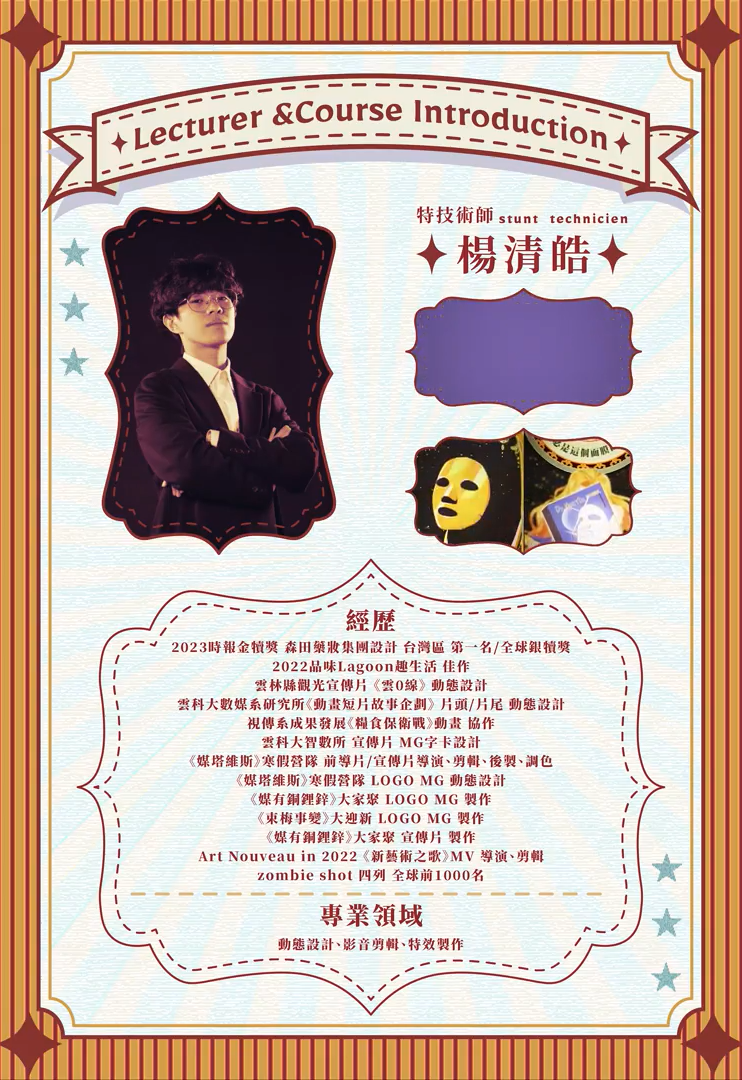 Lecturer &Course Introduction
特技術師 stunt technicien
楊清皓
是這個面膜
經歷
2023時報金犢獎 森田藥妝集團設計 台灣區 第一名/全球銀犢獎
2022品味Lagoon趣生活 佳作
雲林縣觀光宣傳片《雲0線》動態設計
雲科大數媒系研究所《動畫短片故事企劃》片頭/片尾 動態設計
視傳系成果發展《糧食保衛戰》動畫 協作
雲科大智數所 宣傳片 MG字卡設計
《媒塔維斯》寒假營隊 前導片/宣傳片導演、剪輯、後製、調色
《媒塔維斯》寒假營隊 LOGO MG 動態設計
《媒有銅鋰鋅》大家聚 LOGO MG 製作
《東梅事變》大迎新 LOGO MG 製作
《媒有銅鋰鋅》大家聚 宣傳片 製作
Art Nouveau in 2022《新藝術之歌》MV 導演、剪輯
zombie shot 四列 全球前1000名
專業領域
動態設計、影音剪輯、特效製作